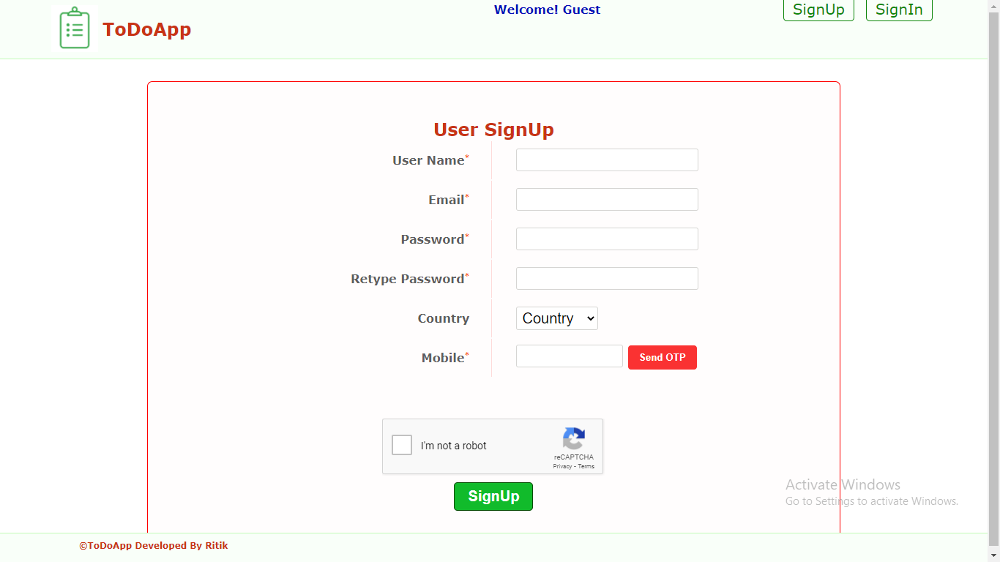 Welcome! Guest
SignUp
SignIn
ToDoApp
User SignUp
User Name*
Email*
Password*
Retype Password*
Country
Country
Mobile*
Send OTP
I'm not a robot
reCAPTCHA
Privacy - Terms
SignUp
Activate Windows
Go to Settings to activate Windows.
©ToDoApp Developed By Ritik